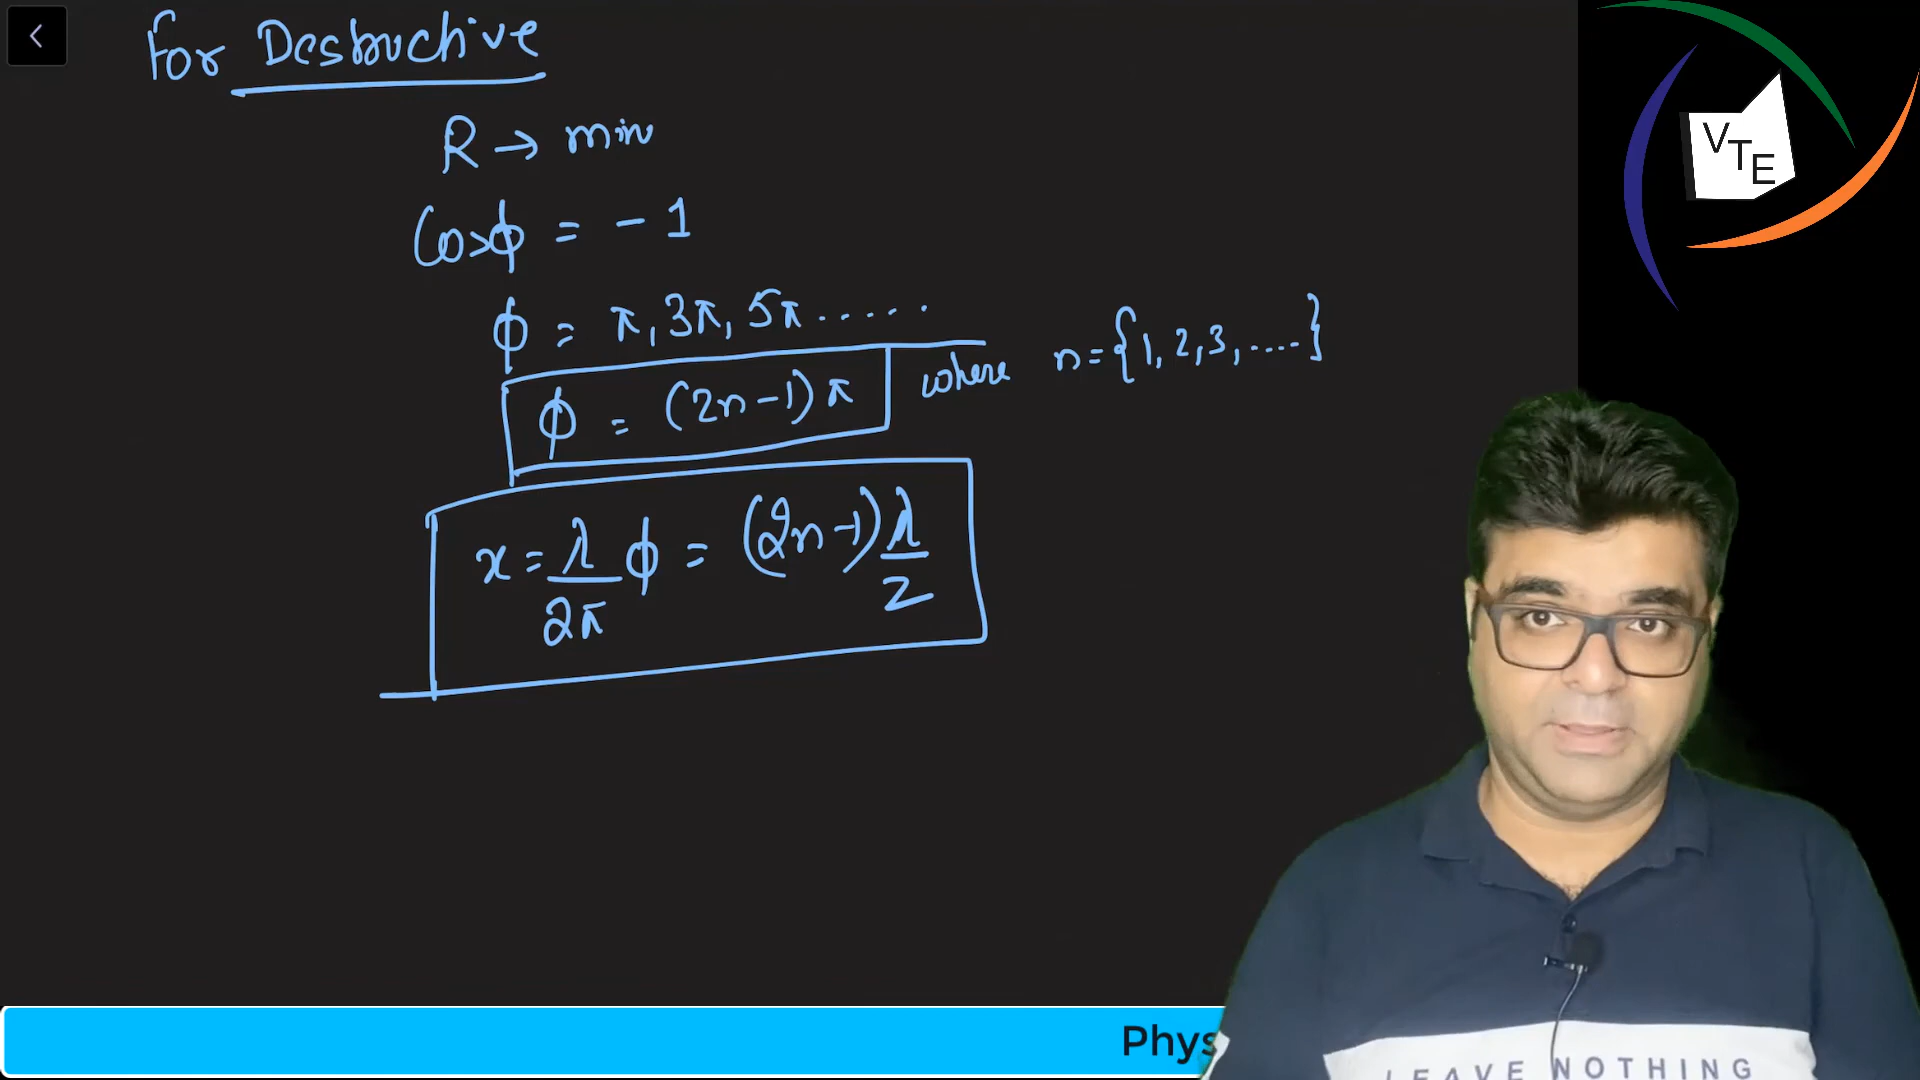 For Destructive
R → min
Cosφ = - 1
φ = π, 3π, 5π .....
φ = (2n-1)π where n={1, 2, 3, ....}
x = λ/2π φ = (2n-1) λ/2
VTE
Phys
LEAVE NOTHING